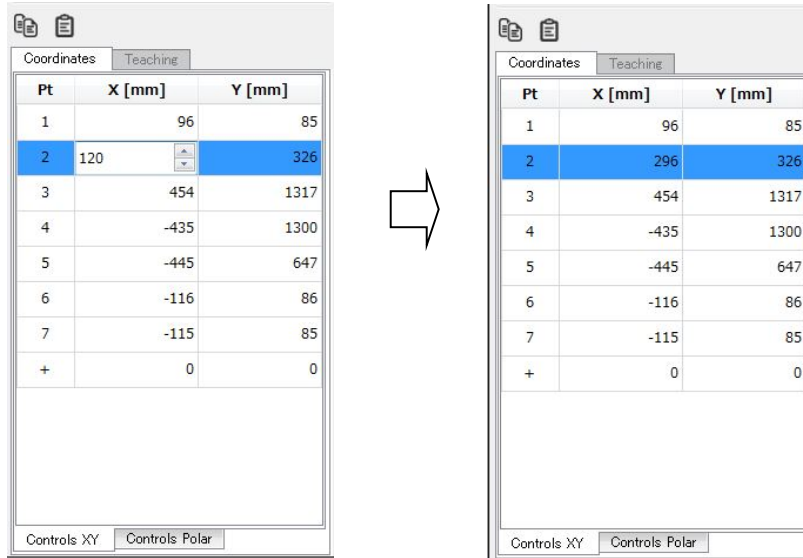 Coordinates Teaching
Pt X [mm] Y [mm]
1 96 85
2 120 326
3 454 1317
4 -435 1300
5 -445 647
6 -116 86
7 -115 85
+ 0 0
Controls XY Controls Polar
Coordinates Teaching
Pt X [mm] Y [mm]
1 96 85
2 296 326
3 454 1317
4 -435 1300
5 -445 647
6 -116 86
7 -115 85
+ 0 0
Controls XY Controls Polar